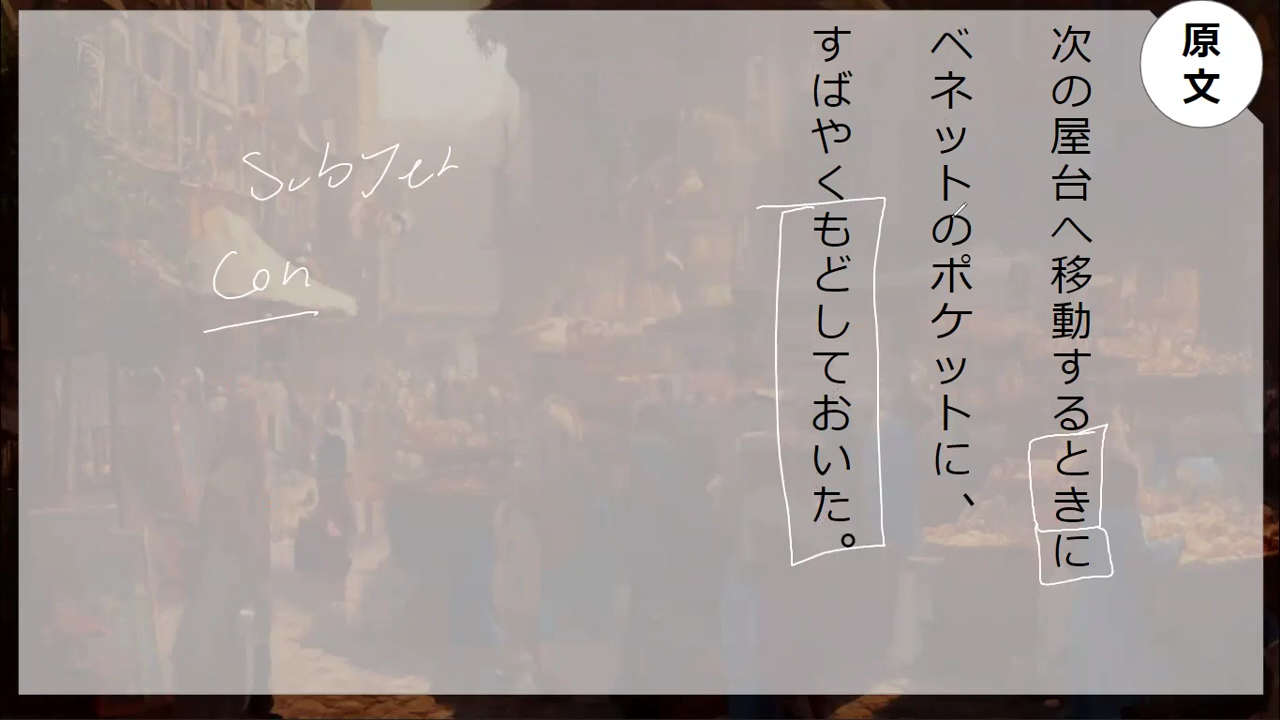 原文
次の屋台へ移動するときに
ベネットのポケットに、
すばやくもどしておいた。
Con